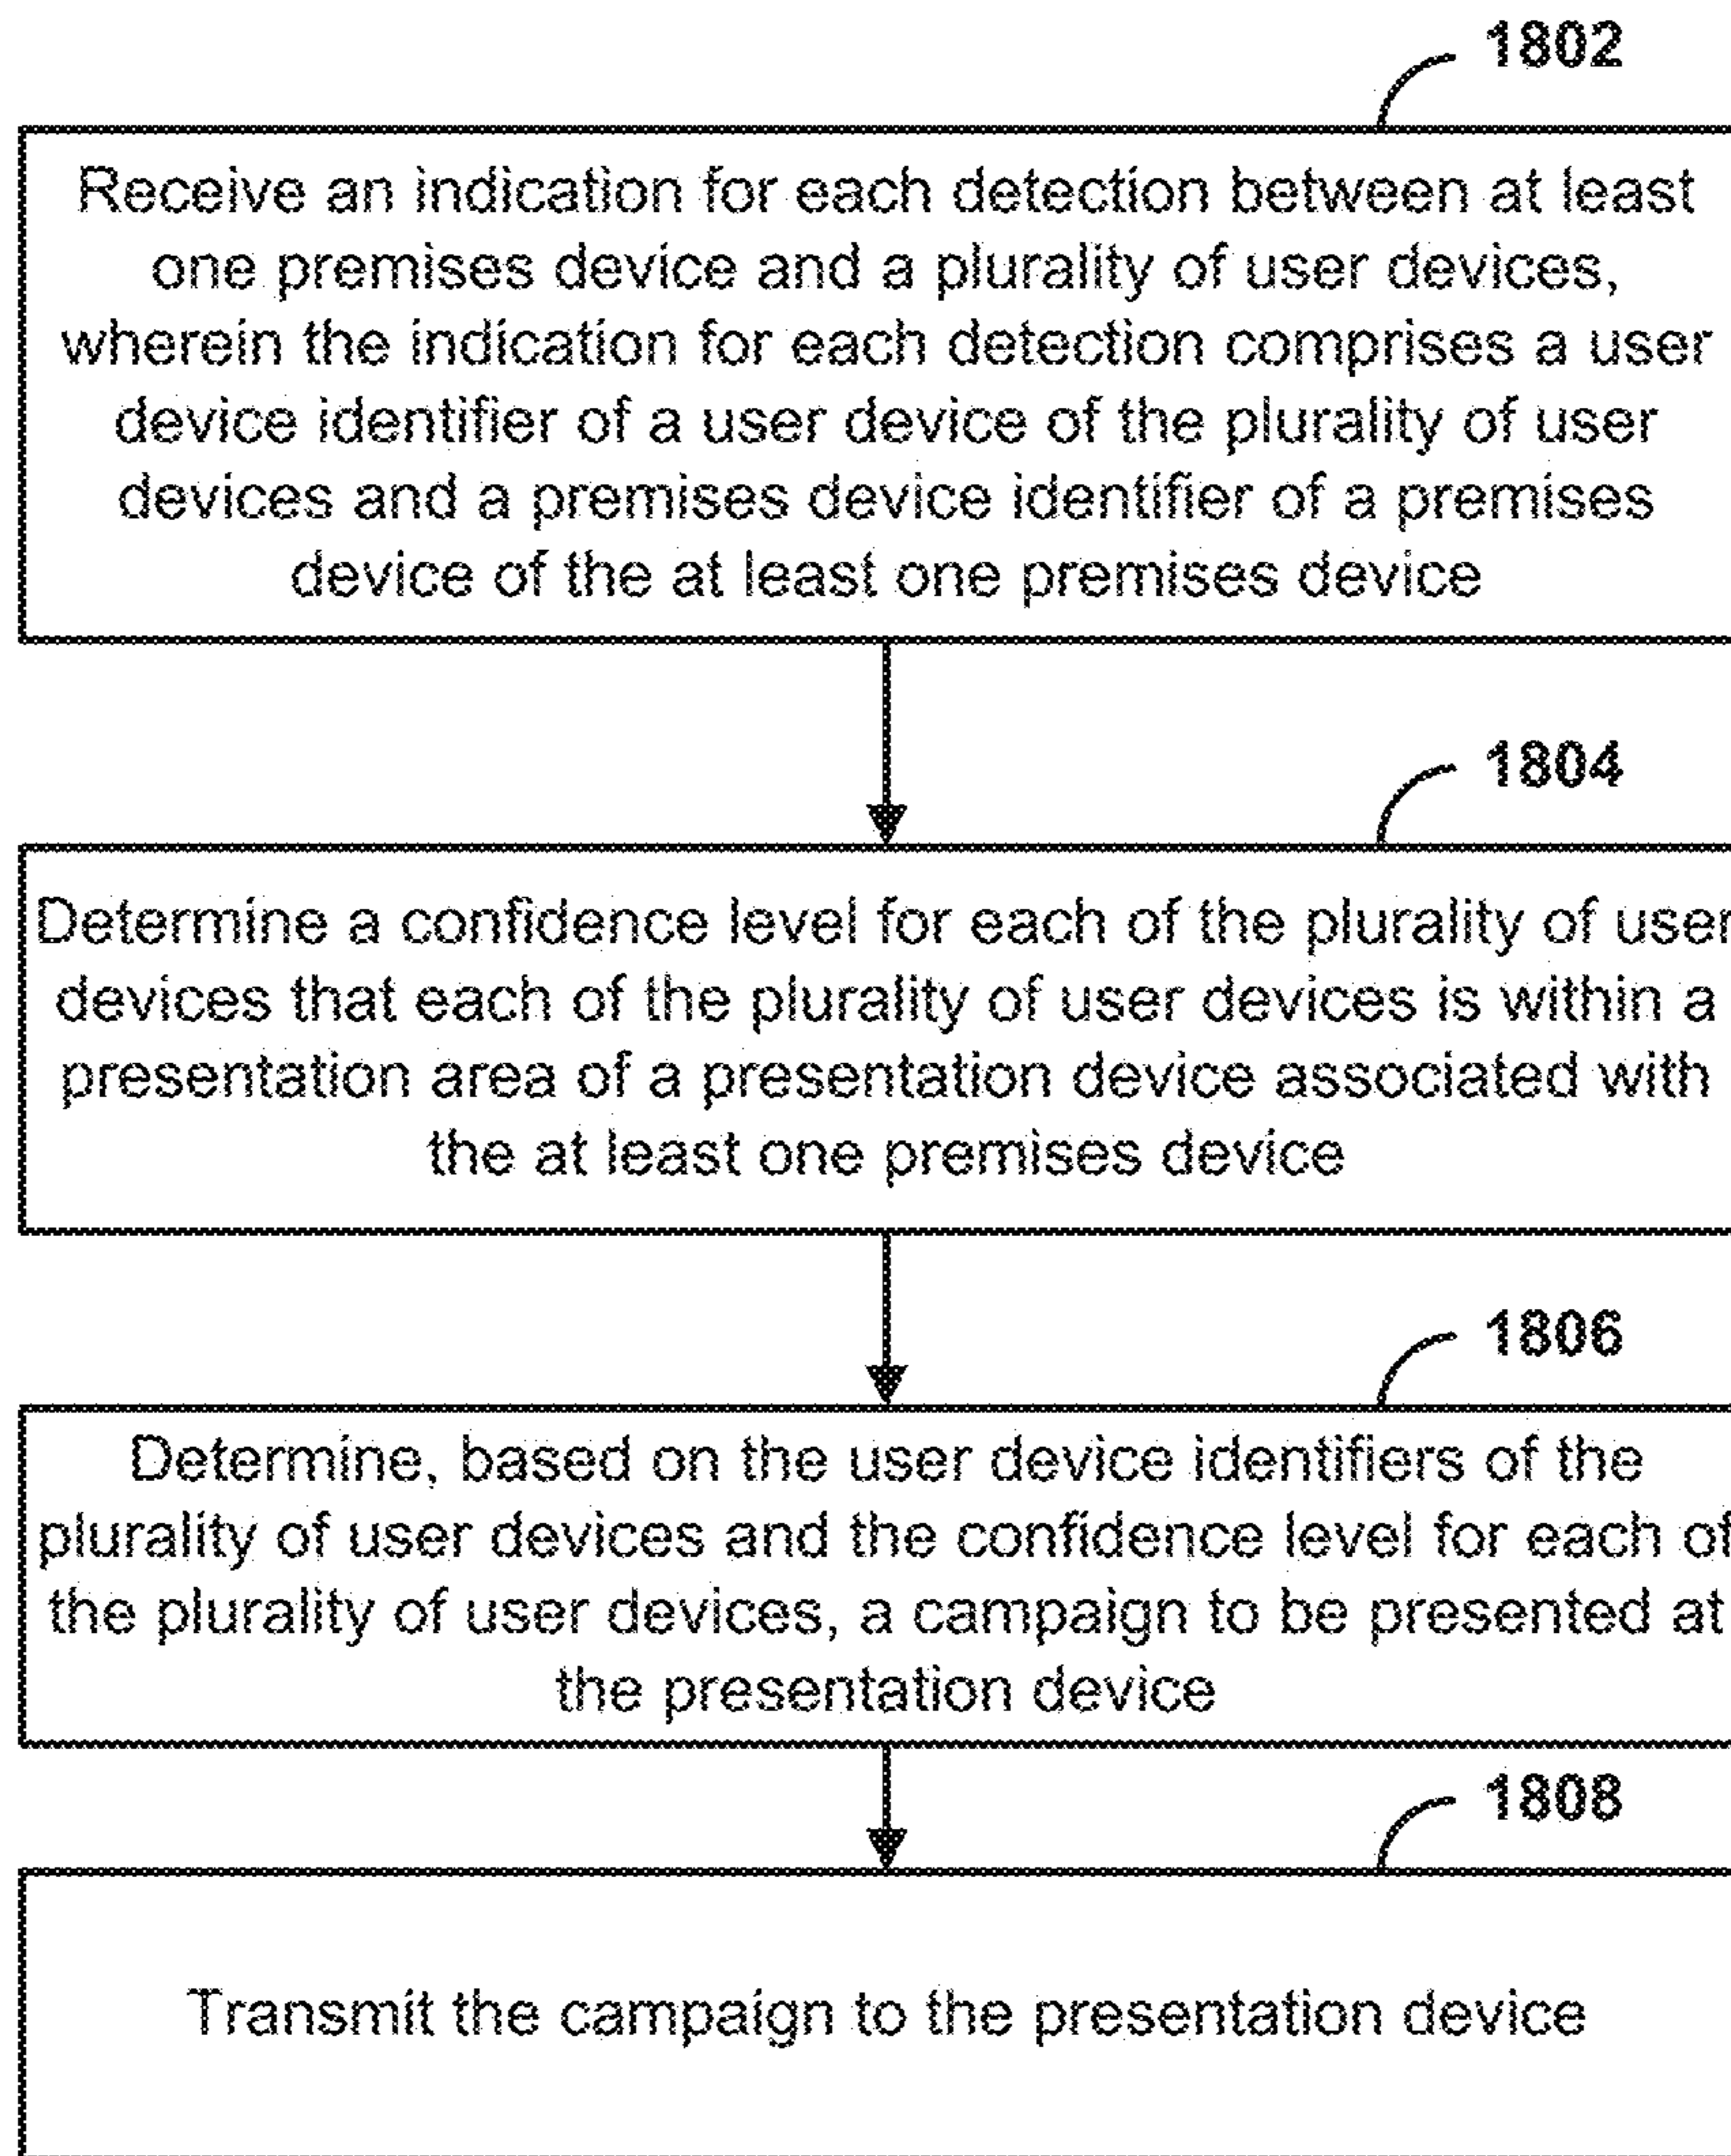 1802
Receive an indication for each detection between at least
one premises device and a plurality of user devices,
wherein the indication for each detection comprises a user
device identifier of a user device of the plurality of user
devices and a premises device identifier of a premises
device of the at least one premises device
1804
Determine a confidence level for each of the plurality of user
devices that each of the plurality of user devices is within a
presentation area of a presentation device associated with
the at least one premises device
1806
Determine, based on the user device identifiers of the
plurality of user devices and the confidence level for each of
the plurality of user devices, a campaign to be presented at
the presentation device
1808
Transmit the campaign to the presentation device